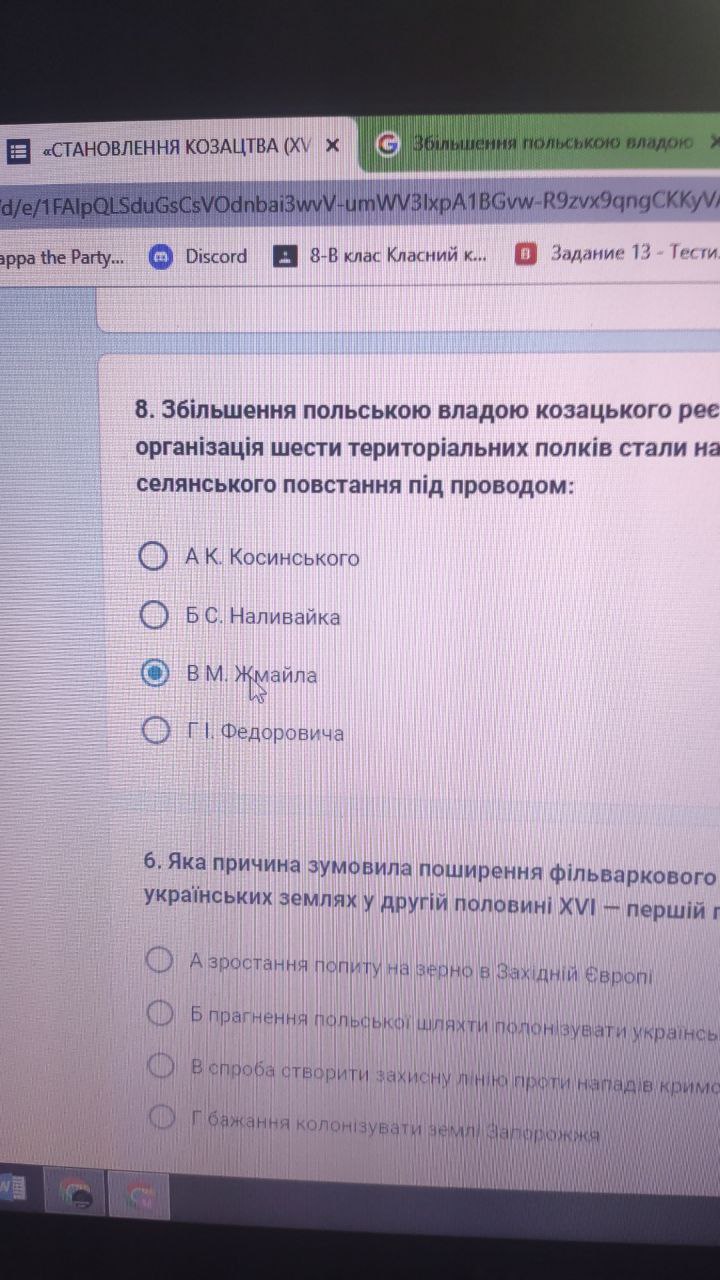 «СТАНОВЛЕННЯ КОЗАЦТВА (XV
Збільшення польською владою
d/e/1FAIpQLSduGsCsVOdnbai3wvV-umWV3lxpA1BGvw-R9zvx9qngCKKyV
appa the Party...
Discord
8-В клас Класний к...
Задание 13 - Тести.
8. Збільшення польською владою козацького реє
організація шести територіальних полків стали на
селянського повстання під проводом:
А К. Косинського
Б С. Наливайка
В М. Жмайла
Г І. Федоровича
6. Яка причина зумовила поширення фільваркового
українських землях у другій половині XVI — першій п
А зростання попиту на зерно в Західній Європі
Б прагнення польської шляхти полонізувати українсь
В спроба створити захисну лінію проти нападів кримс
Г бажання колонізувати землі Запорожжя